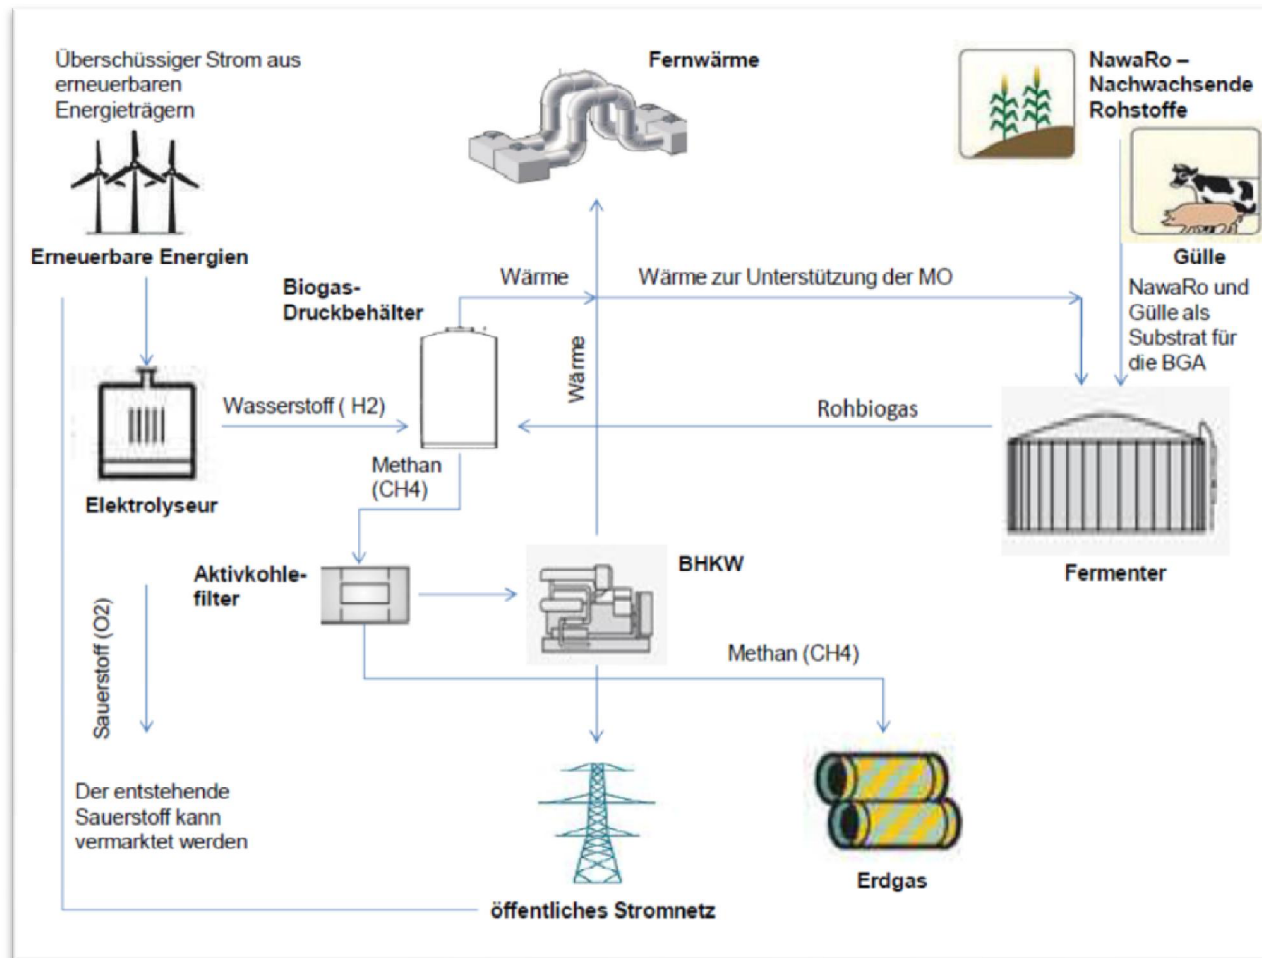 Überschüssiger Strom aus
erneuerbaren
Energieträgern
Erneuerbare Energien
Fernwärme
NawaRo –
Nachwachsende
Rohstoffe
Gülle
NawaRo und
Gülle als
Substrat für
die BGA
Biogas-
Druckbehälter
Wärme
Wärme zur Unterstützung der MO
Wärme
Wasserstoff ( H2)
Rohbiogas
Elektrolyseur
Methan
(CH4)
Fermenter
Aktivkohle-
filter
BHKW
Sauerstoff (O2)
Methan (CH4)
Der entstehende
Sauerstoff kann
vermarktet werden
Erdgas
öffentliches Stromnetz